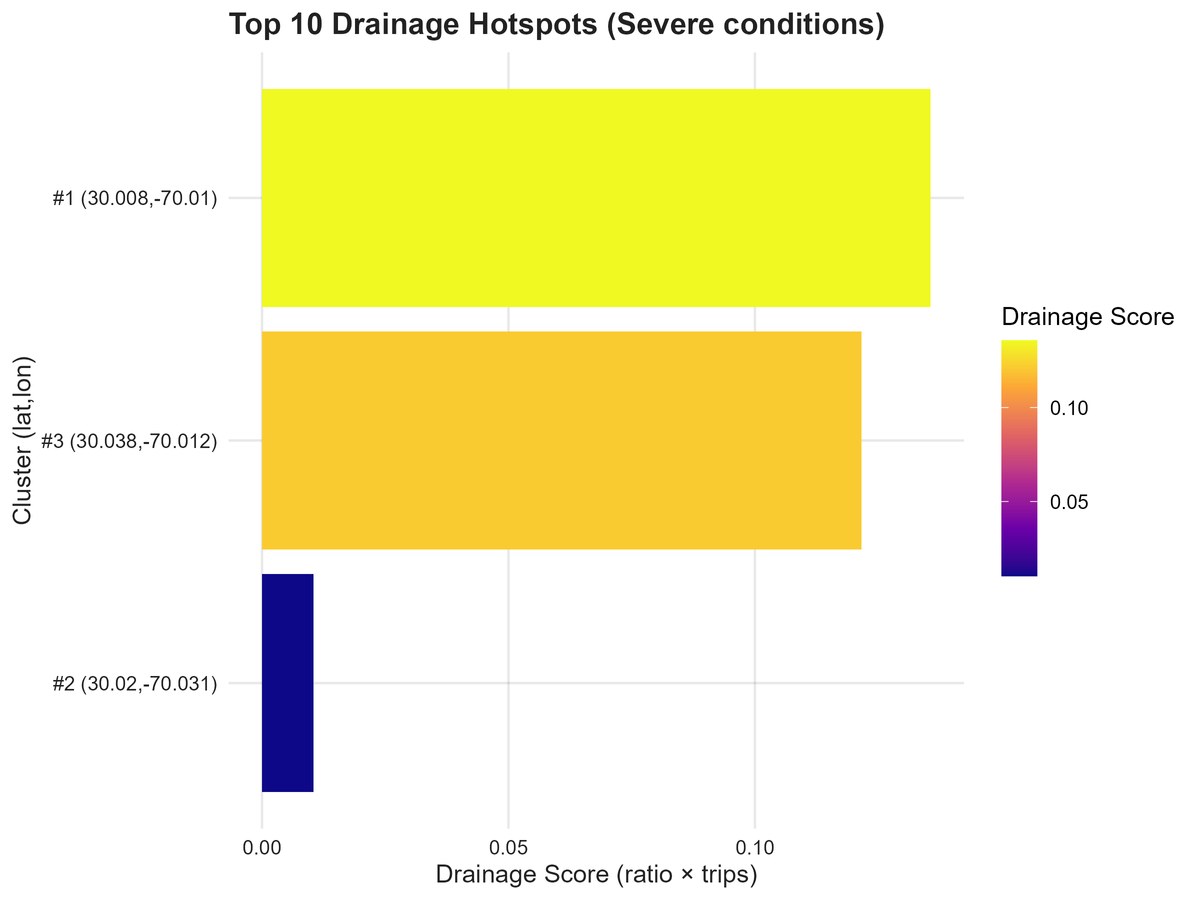 Top 10 Drainage Hotspots (Severe conditions)
Cluster (lat,lon)
#1 (30.008,-70.01)
#3 (30.038,-70.012)
#2 (30.02,-70.031)
0.00
0.05
0.10
Drainage Score (ratio × trips)
Drainage Score
0.10
0.05